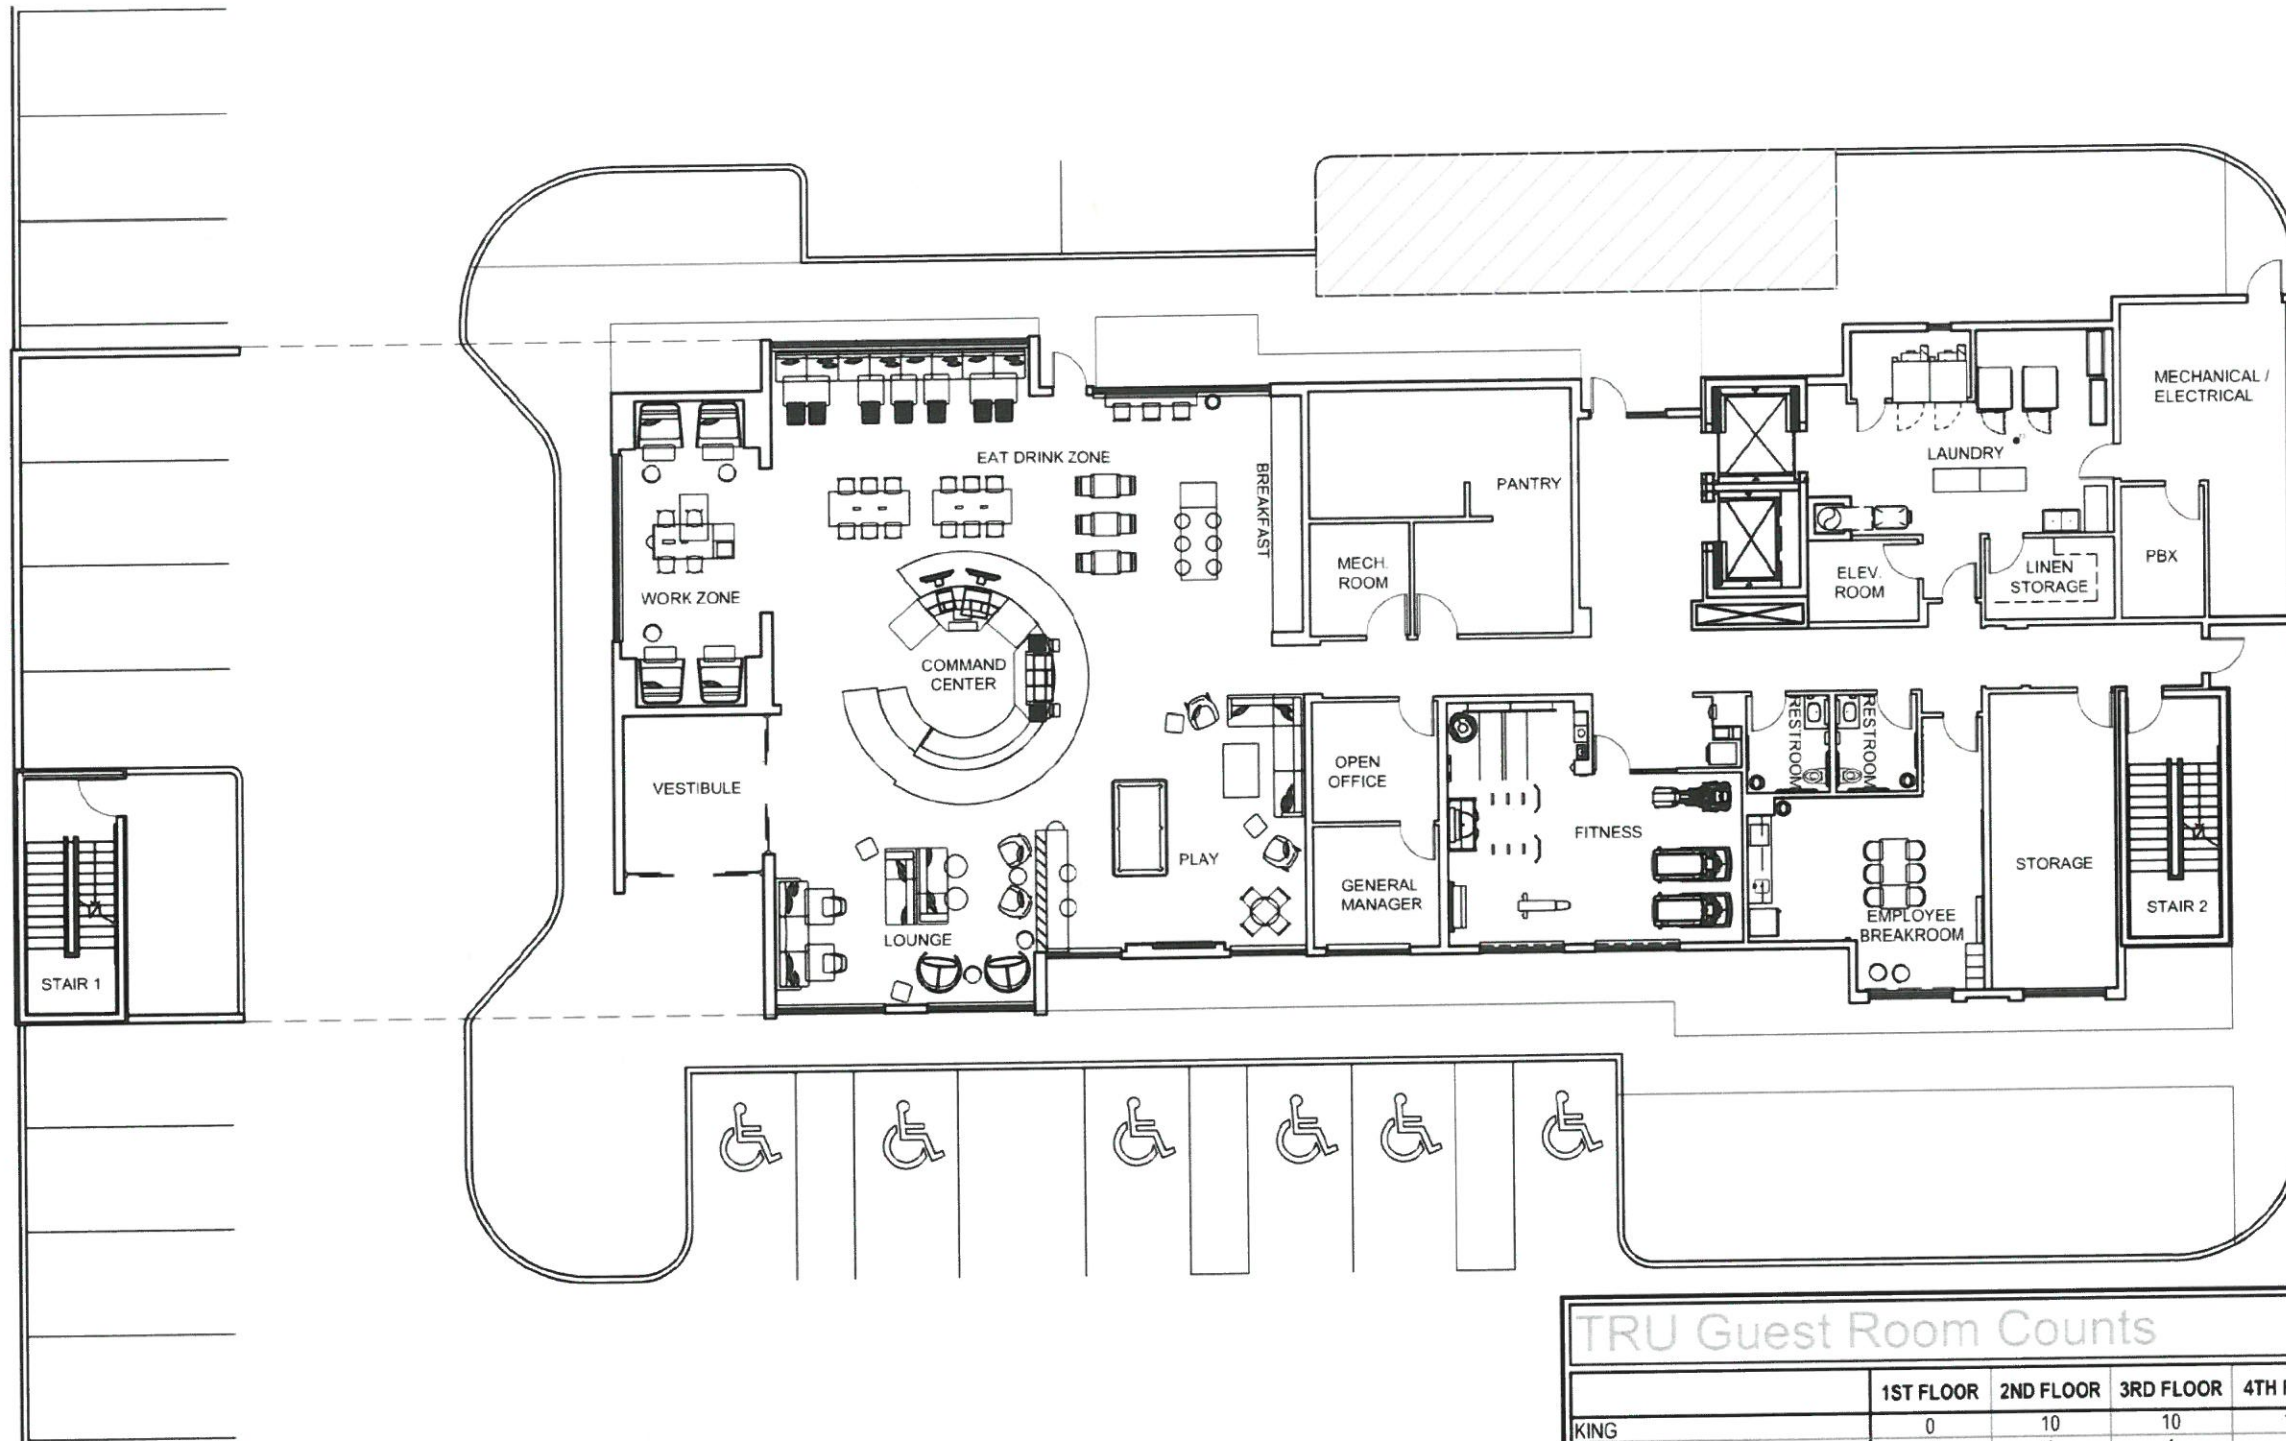 MECHANICAL /
ELECTRICAL
EAT DRINK ZONE
BREAKFAST
PANTRY
LAUNDRY
MECH.
ROOM
ELEV.
ROOM
LINEN
STORAGE
PBX
WORK ZONE
COMMAND
CENTER
RESTROOM
RESTROOM
VESTIBULE
OPEN
OFFICE
FITNESS
PLAY
STORAGE
GENERAL
MANAGER
EMPLOYEE
BREAKROOM
STAIR 2
LOUNGE
STAIR 1
TRU Guest Room Counts
1ST FLOOR 2ND FLOOR 3RD FLOOR 4TH
KING 0 10 10